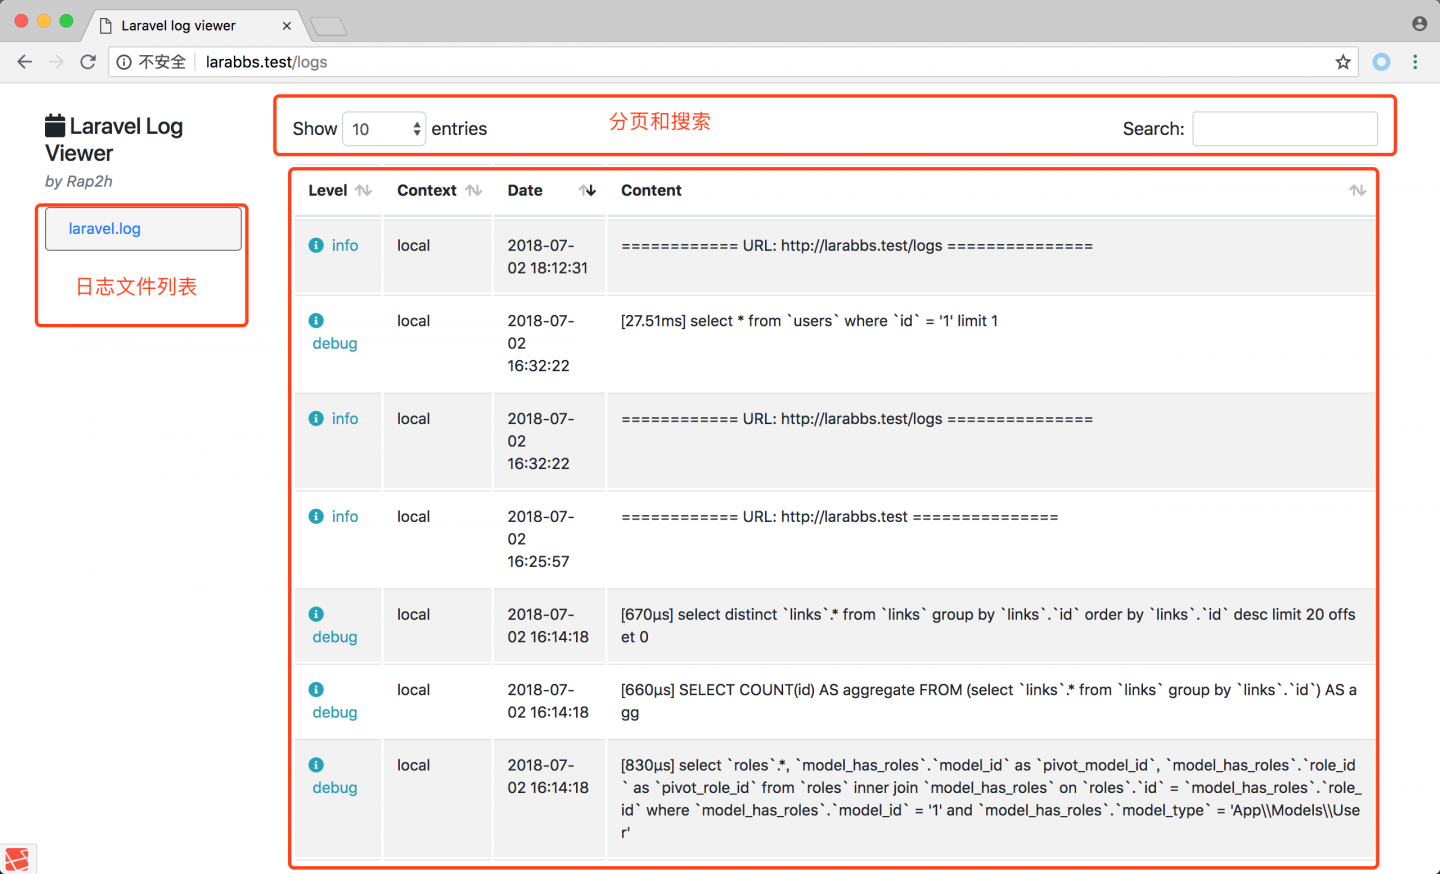 Laravel log viewer
不安全 larabbs.test/logs
Laravel Log
Viewer
by Rap2h
laravel.log
日志文件列表
Show 10 entries
分页和搜索
Search:
Level Context Date Content
info local 2018-07-
02 18:12:31 ============ URL: http://larabbs.test/logs ===============
debug local 2018-07-
02
16:32:22 [27.51ms] select * from `users` where `id` = '1' limit 1
info local 2018-07-
02
16:32:22 ============ URL: http://larabbs.test/logs ===============
info local 2018-07-
02
16:25:57 ============ URL: http://larabbs.test ===============
debug local 2018-07-
02 16:14:18 [670μs] select distinct `links`.* from `links` group by `links`.`id` order by `links`.`id` desc limit 20 offs
et 0
debug local 2018-07-
02 16:14:18 [660μs] SELECT COUNT(id) AS aggregate FROM (select `links`.* from `links` group by `links`.`id`) AS a
gg
debug local 2018-07-
02 16:14:18 [830μs] select `roles`.*, `model_has_roles`.`model_id` as `pivot_model_id`, `model_has_roles`.`role_id
` as `pivot_role_id` from `roles` inner join `model_has_roles` on `roles`.`id` = `model_has_roles`.`role_
id` where `model_has_roles`.`model_id` = '1' and `model_has_roles`.`model_type` = 'App\\Models\\Use
r'